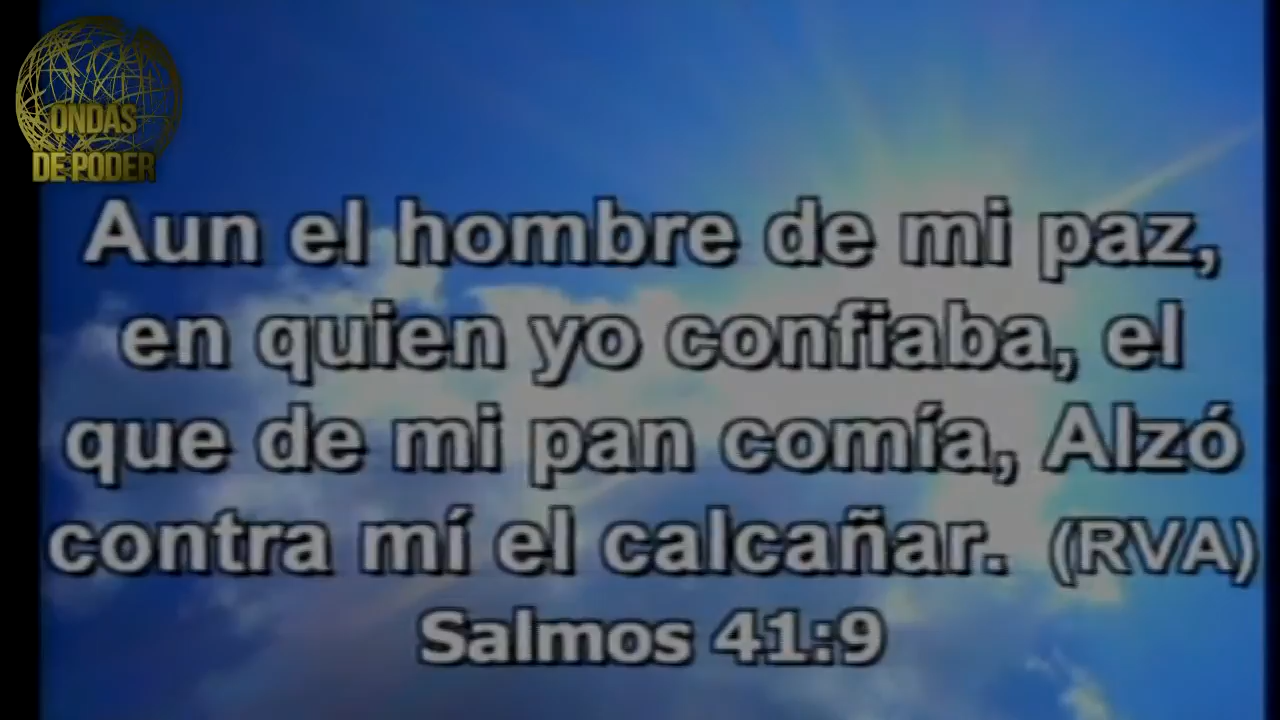 ONDAS
DE PODER
Aun el hombre de mi paz,
en quien yo confiaba, el
que de mi pan comía, Alzó
contra mí el calcañar. (RVA)
Salmos 41:9